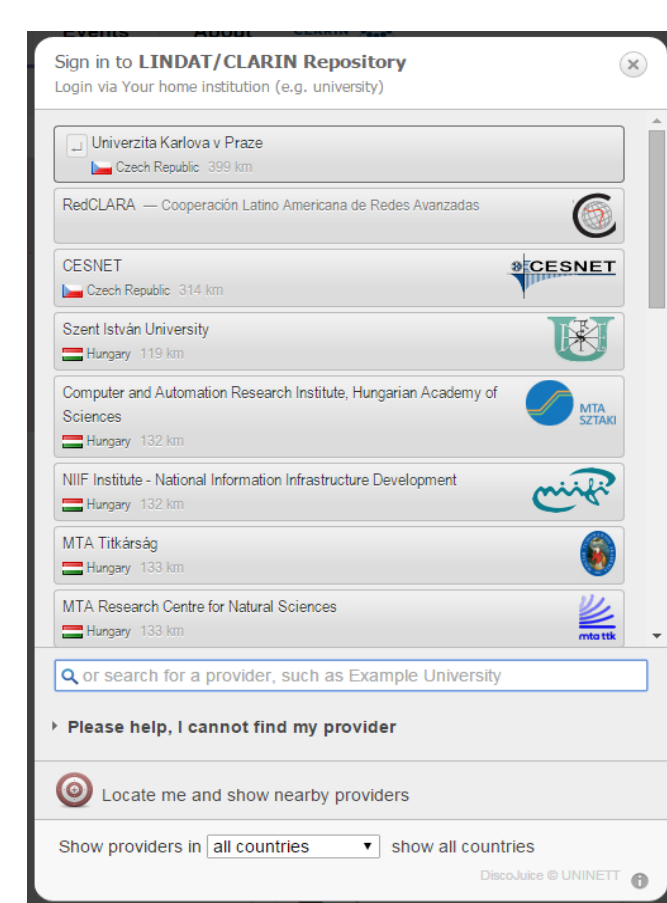 Events About CLARIN
Sign in to LINDAT/CLARIN Repository
Login via Your home institution (e.g. university)
Univerzita Karlova v Praze
Czech Republic 399 km
RedCLARA — Cooperación Latino Americana de Redes Avanzadas
CESNET
CESNET
Czech Republic 314 km
Szent István University
Hungary 119 km
Computer and Automation Research Institute, Hungarian Academy of
Sciences
MTA
SZTAKI
Hungary 132 km
NIIF Institute - National Information Infrastructure Development
niifi
Hungary 132 km
MTA Titkárság
Hungary 133 km
MTA Research Centre for Natural Sciences
Hungary 133 km
mta ttk
or search for a provider, such as Example University
Please help, I cannot find my provider
Locate me and show nearby providers
Show providers in all countries show all countries
DiscoJuice © UNINETT